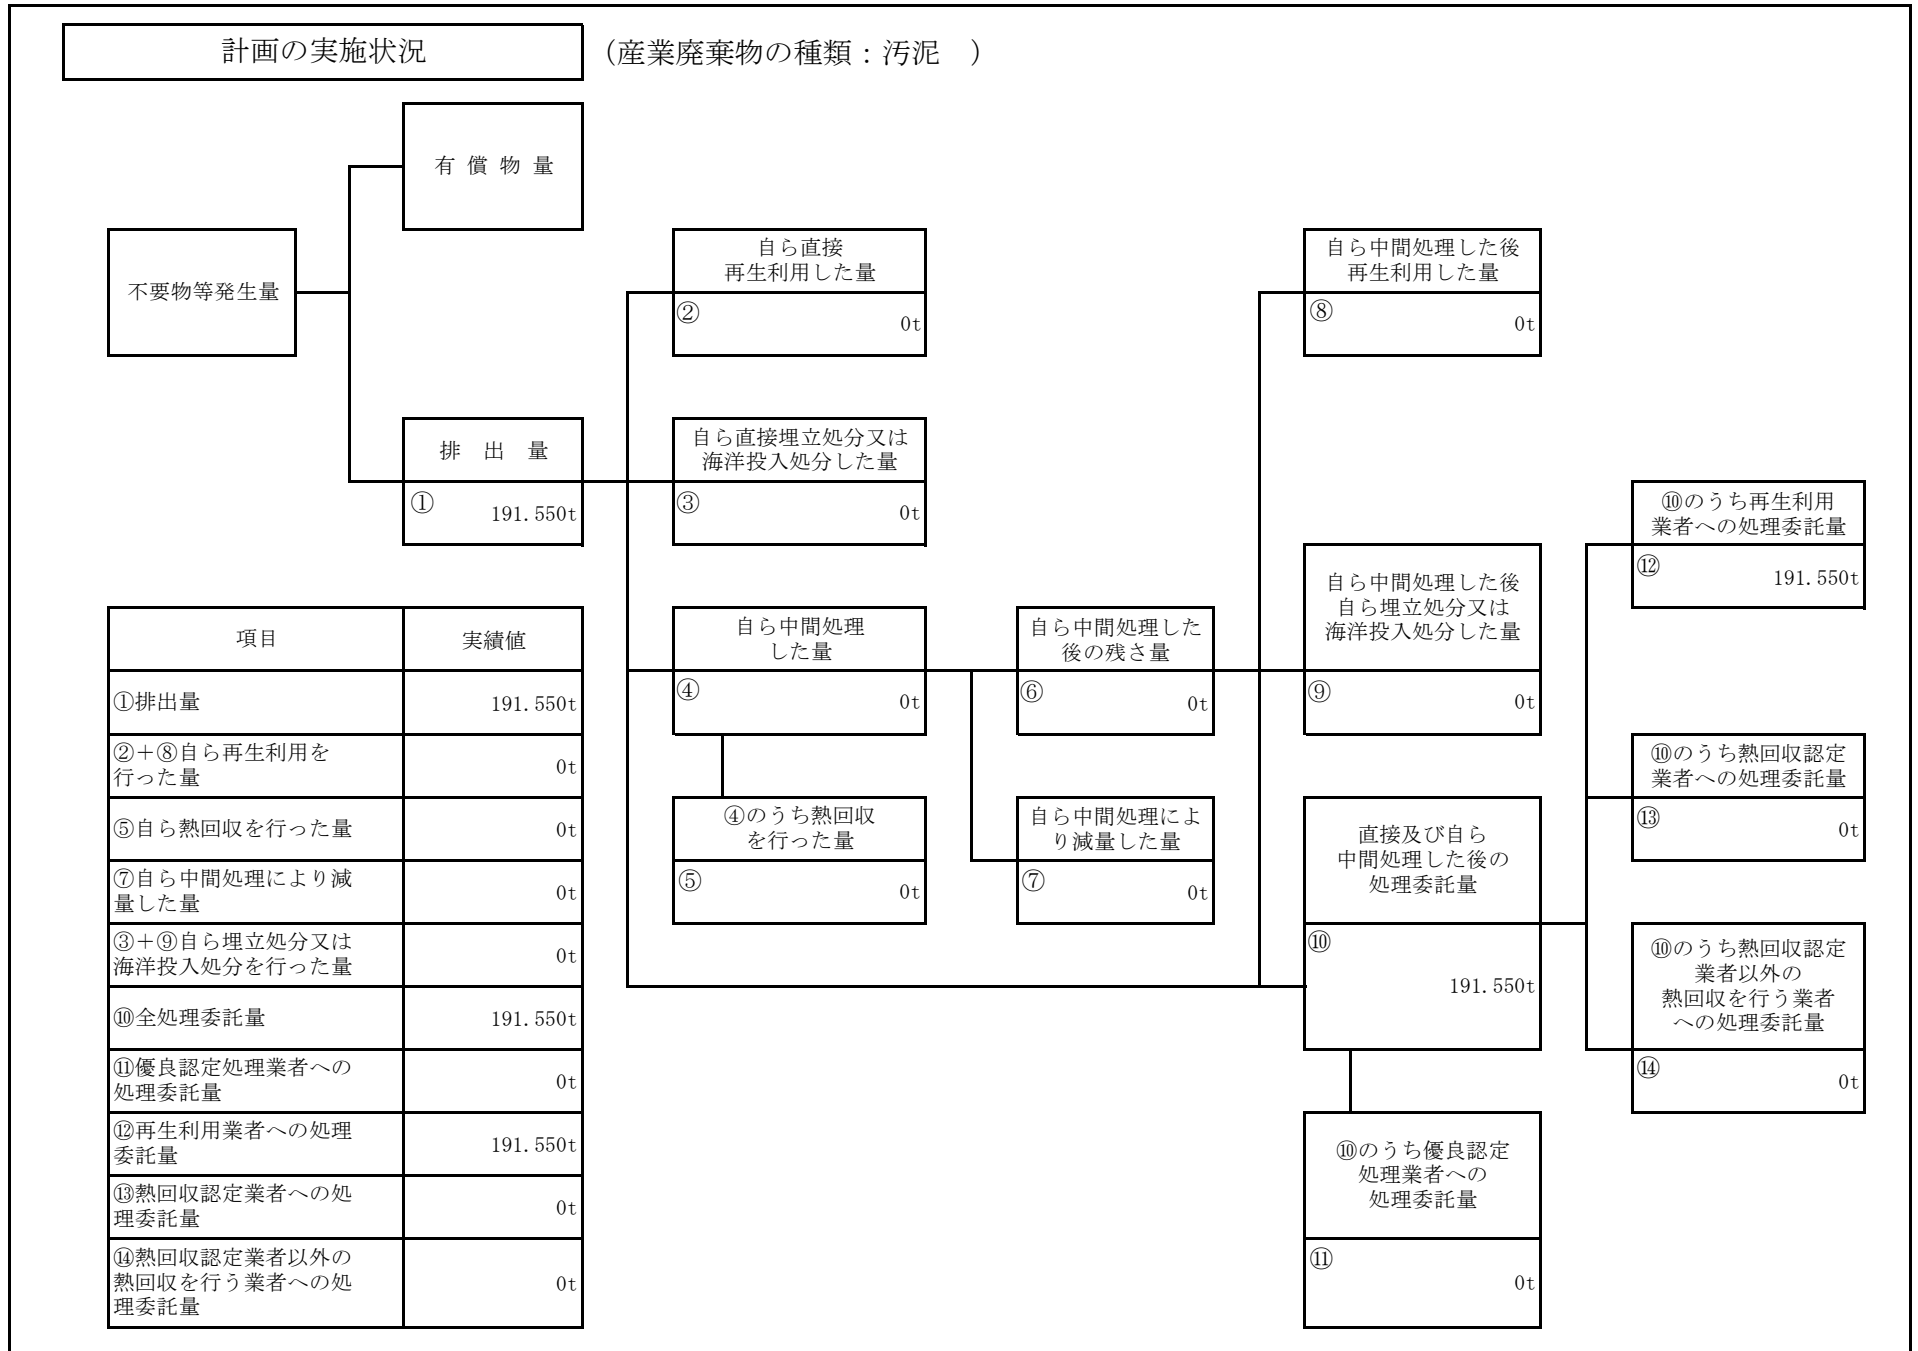 計画の実施状況
（産業廃棄物の種類：汚泥　）
有 償 物 量
不要物等発生量
自ら直接
再生利用した量
②
0t
自ら中間処理した後
再生利用した量
⑧
0t
排　出　量
①
191.550t
自ら直接埋立処分又は
海洋投入処分した量
③
0t
⑩のうち再生利用
業者への処理委託量
⑫
191.550t
自ら中間処理
した量
④
0t
自ら中間処理した
後の残さ量
⑥
0t
自ら中間処理した後
自ら埋立処分又は
海洋投入処分した量
⑨
0t
⑩のうち熱回収認定
業者への処理委託量
⑬
0t
④のうち熱回収
を行った量
⑤
0t
自ら中間処理によ
り減量した量
⑦
0t
直接及び自ら
中間処理した後の
処理委託量
⑩
191.550t
⑩のうち熱回収認定
業者以外の
熱回収を行う業者
への処理委託量
⑭
0t
⑩のうち優良認定
処理業者への
処理委託量
⑪
0t
項目
実績値
①排出量
191.550t
②＋⑧自ら再生利用を
行った量
0t
⑤自ら熱回収を行った量
0t
⑦自ら中間処理により減
量した量
0t
③＋⑨自ら埋立処分又は
海洋投入処分を行った量
0t
⑩全処理委託量
191.550t
⑪優良認定処理業者への
処理委託量
0t
⑫再生利用業者への処理
委託量
191.550t
⑬熱回収認定業者への処
理委託量
0t
⑭熱回収認定業者以外の
熱回収を行う業者への処
理委託量
0t